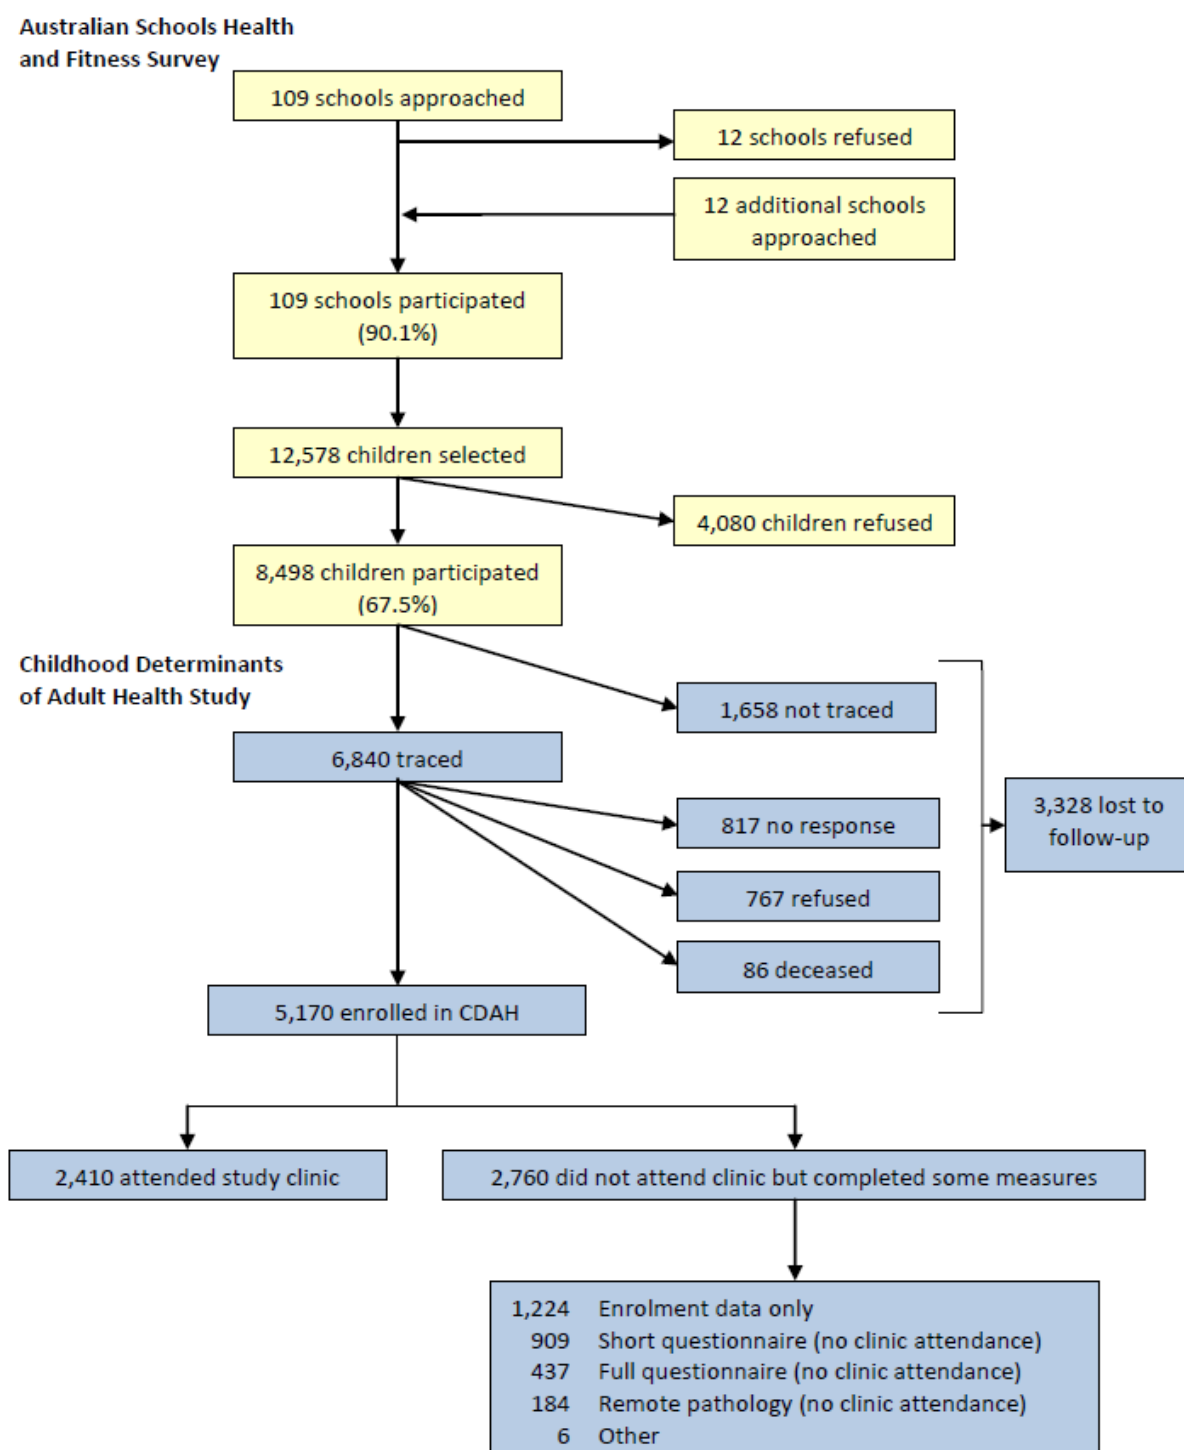 Australian Schools Health
and Fitness Survey
109 schools approached
12 schools refused
12 additional schools
approached
109 schools participated
(90.1%)
12,578 children selected
4,080 children refused
8,498 children participated
(67.5%)
Childhood Determinants
of Adult Health Study
1,658 not traced
6,840 traced
817 no response
3,328 lost to
follow-up
767 refused
86 deceased
5,170 enrolled in CDAH
2,410 attended study clinic
2,760 did not attend clinic but completed some measures
1,224 Enrolment data only
909 Short questionnaire (no clinic attendance)
437 Full questionnaire (no clinic attendance)
184 Remote pathology (no clinic attendance)
6 Other